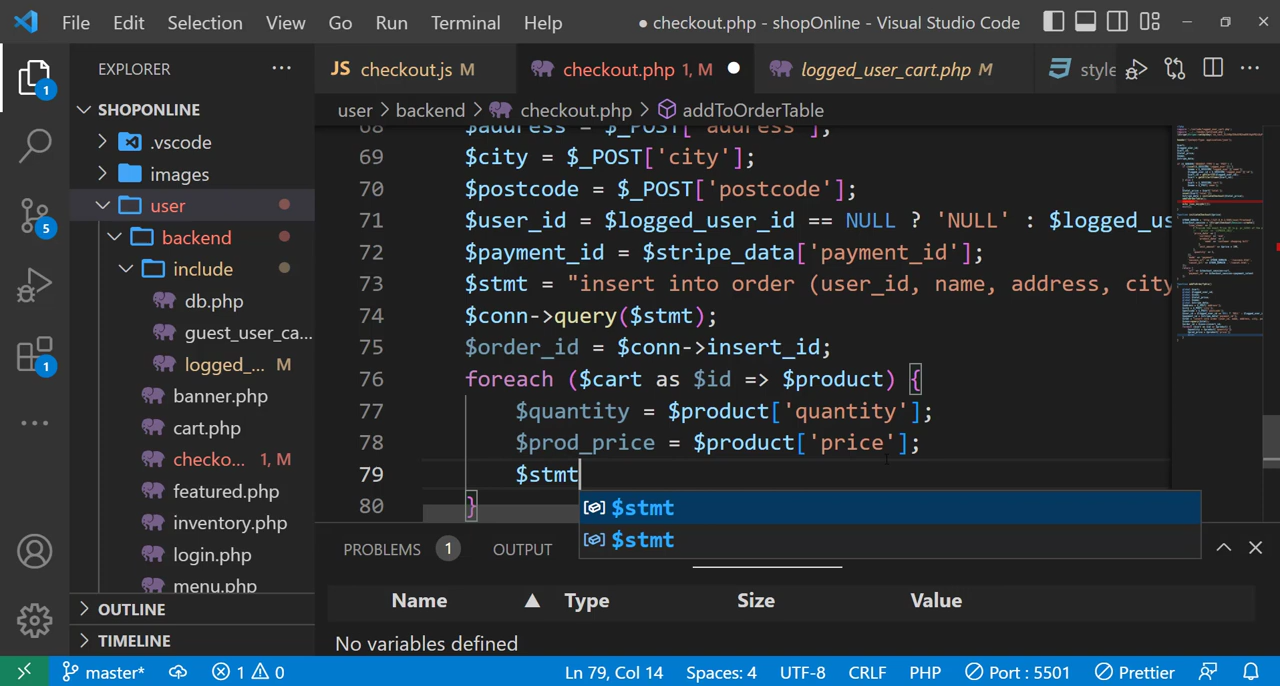 File Edit Selection View Go Run Terminal Help ● checkout.php - shopOnline - Visual Studio Code
EXPLORER ···
JS checkout.js M
checkout.php 1, M ●
logged_user_cart.php M
style
···
SHOPONLINE
.vscode
images
user
backend
include
db.php
guest_user_ca...
logged_... M
banner.php
cart.php
checko... 1, M
featured.php
inventory.php
login.php
menu.php
OUTLINE
TIMELINE
1
5
1
user > backend > checkout.php > addToOrderTable
68 $address = $_POST['address'];
69 $city = $_POST['city'];
70 $postcode = $_POST['postcode'];
71 $user_id = $logged_user_id == NULL ? 'NULL' : $logged_us
72 $payment_id = $stripe_data['payment_id'];
73 $stmt = "insert into order (user_id, name, address, city
74 $conn->query($stmt);
75 $order_id = $conn->insert_id;
76 foreach ($cart as $id => $product) {
77 $quantity = $product['quantity'];
78 $prod_price = $product['price'];
79 $stmt
80 }
$stmt
$stmt
PROBLEMS 1 OUTPUT
Name ▲ Type Size Value
No variables defined
master* 1 0 Ln 79, Col 14 Spaces: 4 UTF-8 CRLF PHP Port : 5501 Prettier